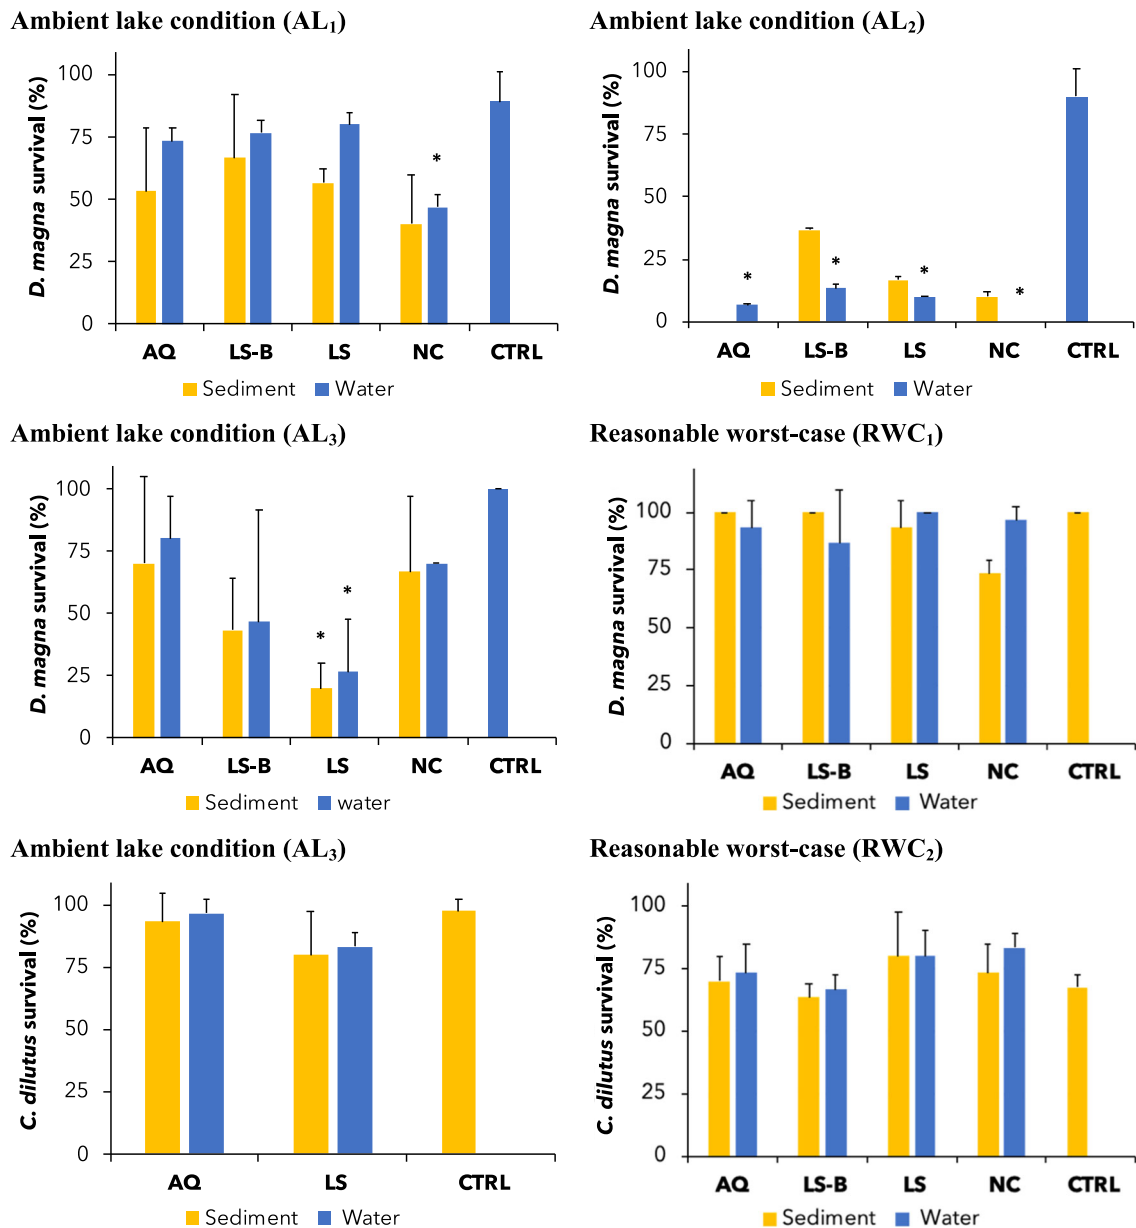 Ambient lake condition (AL₁)
D. magna survival (%)
100
75
50
25
0
*
AQ LS-B LS NC CTRL
Sediment Water
Ambient lake condition (AL₂)
D. magna survival (%)
100
75
50
25
0
* * * *
AQ LS-B LS NC CTRL
Sediment Water
Ambient lake condition (AL₃)
D. magna survival (%)
100
75
50
25
0
* *
AQ LS-B LS NC CTRL
Sediment water
Reasonable worst-case (RWC₁)
D. magna survival (%)
100
75
50
25
0
AQ LS-B LS NC CTRL
Sediment Water
Ambient lake condition (AL₃)
C. dilutus survival (%)
100
75
50
25
0
AQ LS CTRL
Sediment Water
Reasonable worst-case (RWC₂)
C. dilutus survival (%)
100
75
50
25
0
AQ LS-B LS NC CTRL
Sediment Water